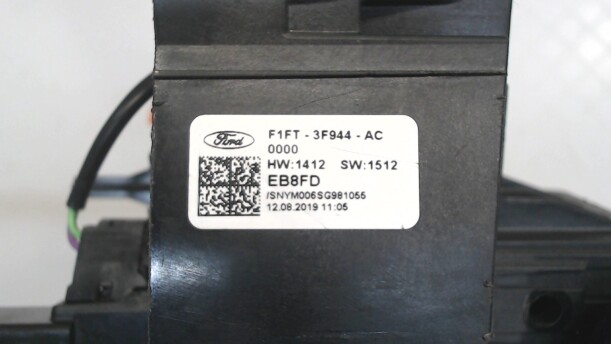 Ford
F1FT - 3F944 - AC
0000
HW:1412 SW:1512
EB8FD
/SNYM006SG981055
12.08.2019 11:05